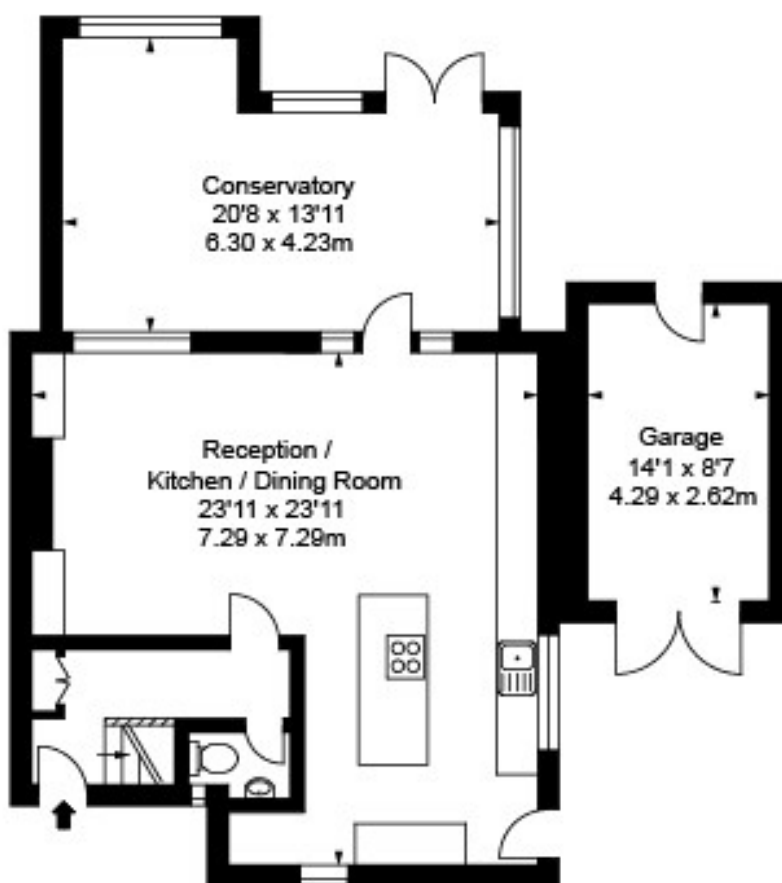 Conservatory
20'8 x 13'11
6.30 x 4.23m
Reception /
Kitchen / Dining Room
23'11 x 23'11
7.29 x 7.29m
Garage
14'1 x 8'7
4.29 x 2.62m